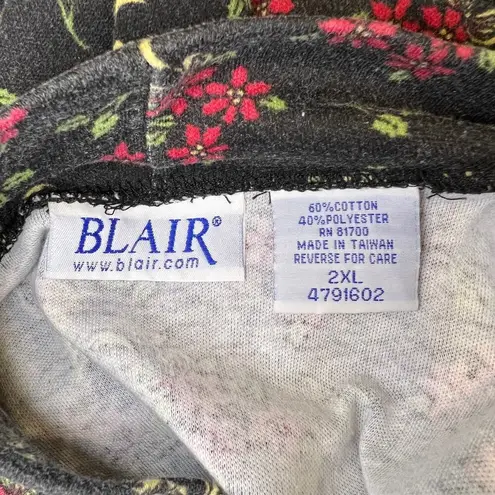 BLAIR®
www.blair.com
60%COTTON
40%POLYESTER
RN 81700
MADE IN TAIWAN
REVERSE FOR CARE
2XL
4791602